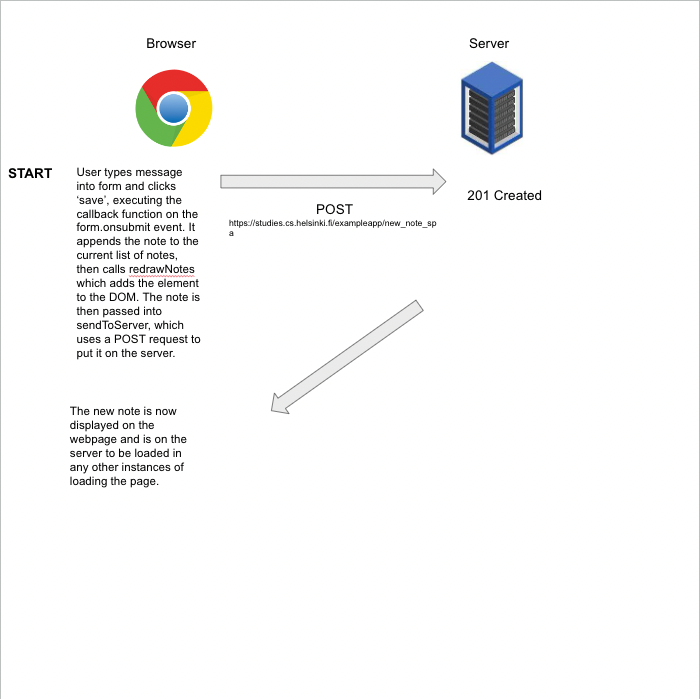 Browser
Server
START
User types message
into form and clicks
‘save’, executing the
callback function on the
form.onsubmit event. It
appends the note to the
current list of notes,
then calls redrawNotes
which adds the element
to the DOM. The note is
then passed into
sendToServer, which
uses a POST request to
put it on the server.
POST
https://studies.cs.helsinki.fi/exampleapp/new_note_sp
a
201 Created
The new note is now
displayed on the
webpage and is on the
server to be loaded in
any other instances of
loading the page.